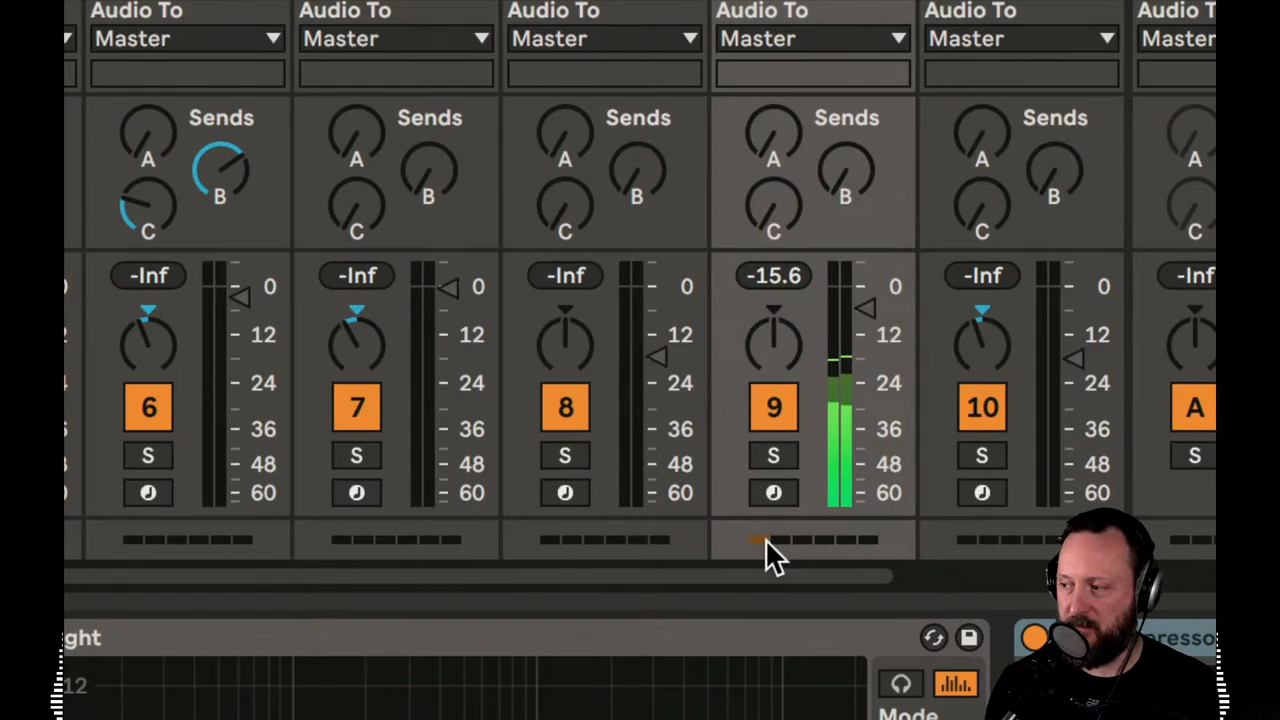 Audio To Audio To Audio To Audio To Audio To Audio T
Master Master Master Master Master Master
Sends Sends Sends Sends Sends
A A A A A A
B B B B B
C C C C C C
-Inf 0 -Inf 0 -Inf 0 -15.6 0 -Inf 0 -Inf
12 12 12 12 12
24 24 24 24 24
6 7 8 9 10 A
36 36 36 36 36
S S S S S S
48 48 48 48 48
60 60 60 60 60
ght
12
Mode